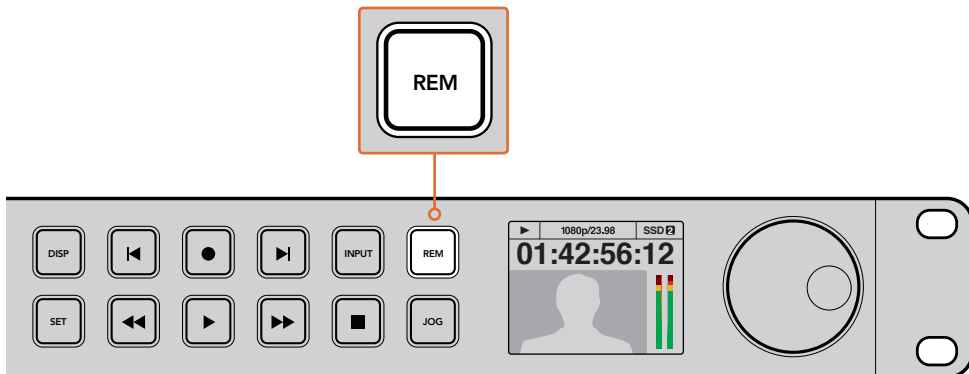 REM
DISP
INPUT
REM
1080p/23.98
SSD 2
01:42:56:12
SET
JOG